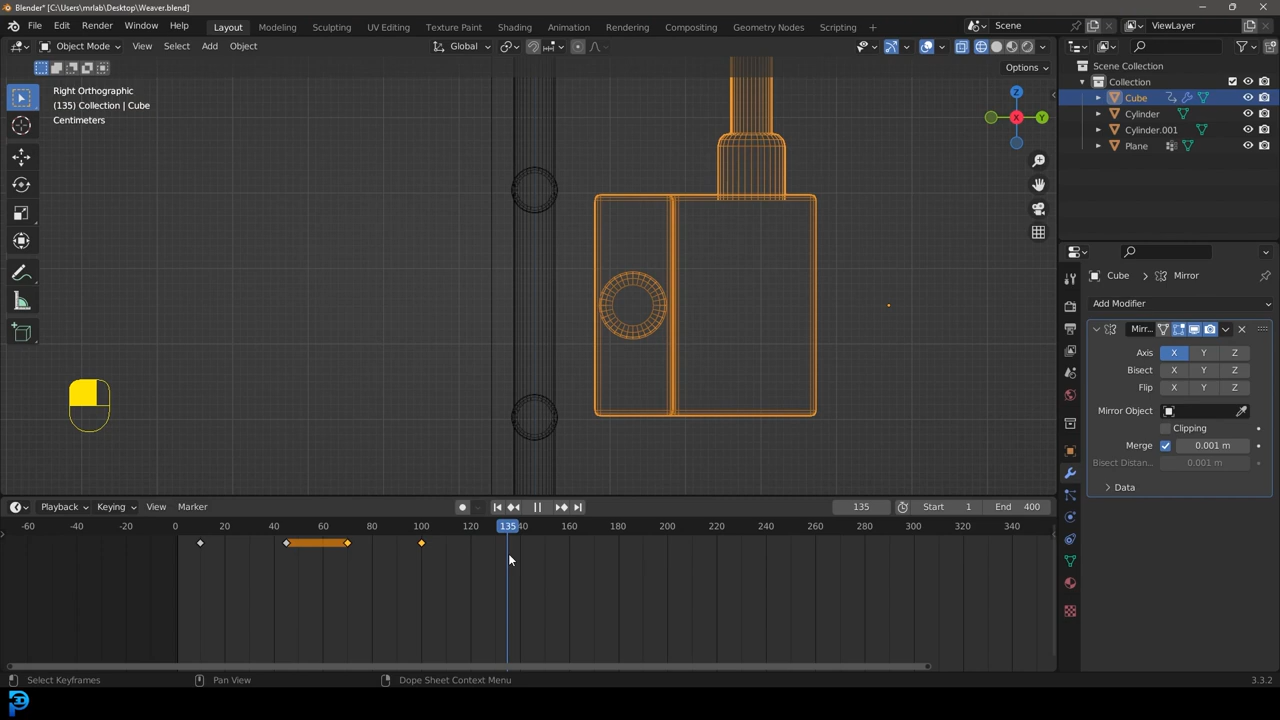 Blender* [C:\Users\mrlab\Desktop\Weaver.blend]
File Edit Render Window Help Layout Modeling Sculpting UV Editing Texture Paint Shading Animation Rendering Compositing Geometry Nodes Scripting Scene ViewLayer
Object Mode View Select Add Object Global
Options
Right Orthographic
(135) Collection | Cube
Centimeters
Z
X
Y
Scene Collection
Collection
Cube
Cylinder
Cylinder.001
Plane
Cube > Mirror
Add Modifier
Mirr...
Axis X Y Z
Bisect X Y Z
Flip X Y Z
Mirror Object
Clipping
Merge 0.001 m
Bisect Distan... 0.001 m
Data
Playback Keying View Marker 135 Start 1 End 400
-60 -40 -20 0 20 40 60 80 100 135 40 160 180 200 220 240 260 280 300 320 340
Select Keyframes Pan View Dope Sheet Context Menu 3.3.2